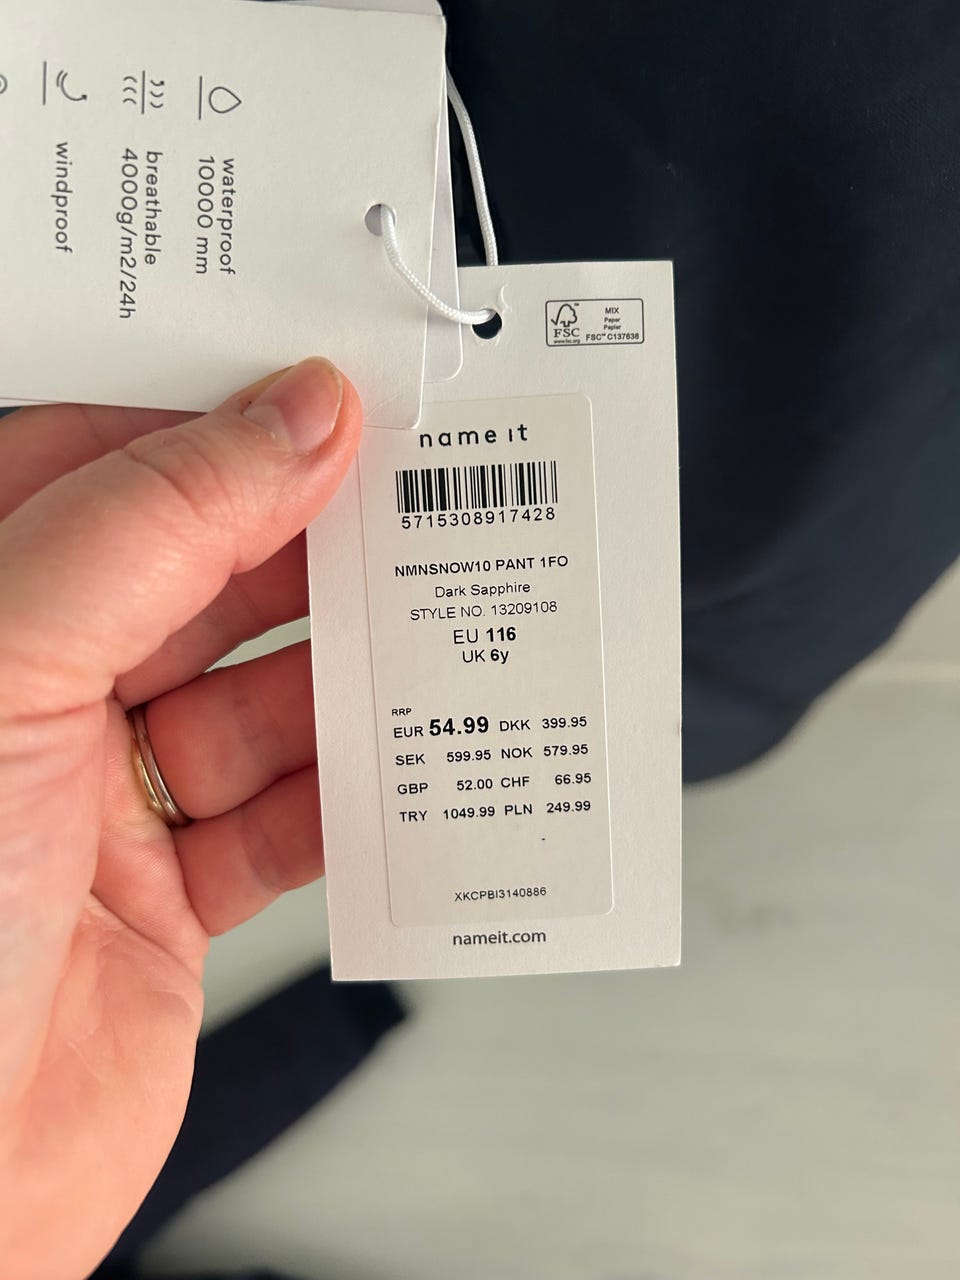 waterproof
10000 mm
breathable
4000g/m2/24h
windproof
FSC™
www.fsc.org
MIX
Paper
Papier
FSC™ C137638
name it
5715308917428
NMNSNOW10 PANT 1FO
Dark Sapphire
STYLE NO. 13209108
EU 116
UK 6y
RRP
EUR 54.99 DKK 399.95
SEK 599.95 NOK 579.95
GBP 52.00 CHF 66.95
TRY 1049.99 PLN 249.99
-
XKCPBI3140886
nameit.com